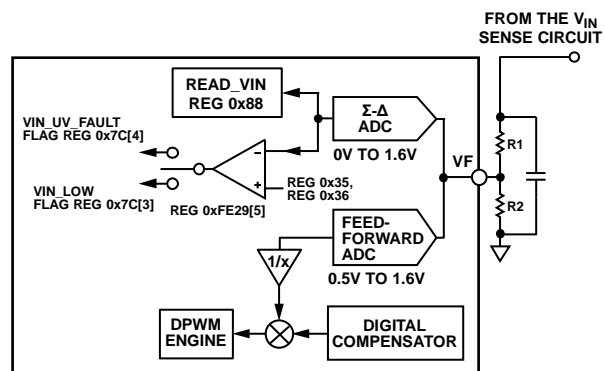 FROM THE VIN
SENSE CIRCUIT
READ_VIN
REG 0x88
Σ-Δ
ADC
0V TO 1.6V
VIN_UV_FAULT
FLAG REG 0x7C[4]
VIN_LOW
FLAG REG 0x7C[3]
–
+
REG 0x35,
REG 0x36
REG 0xFE29[5]
VF
R1
R2
FEED-
FORWARD
ADC
0.5V TO 1.6V
1/x
DPWM
ENGINE
DIGITAL
COMPENSATOR